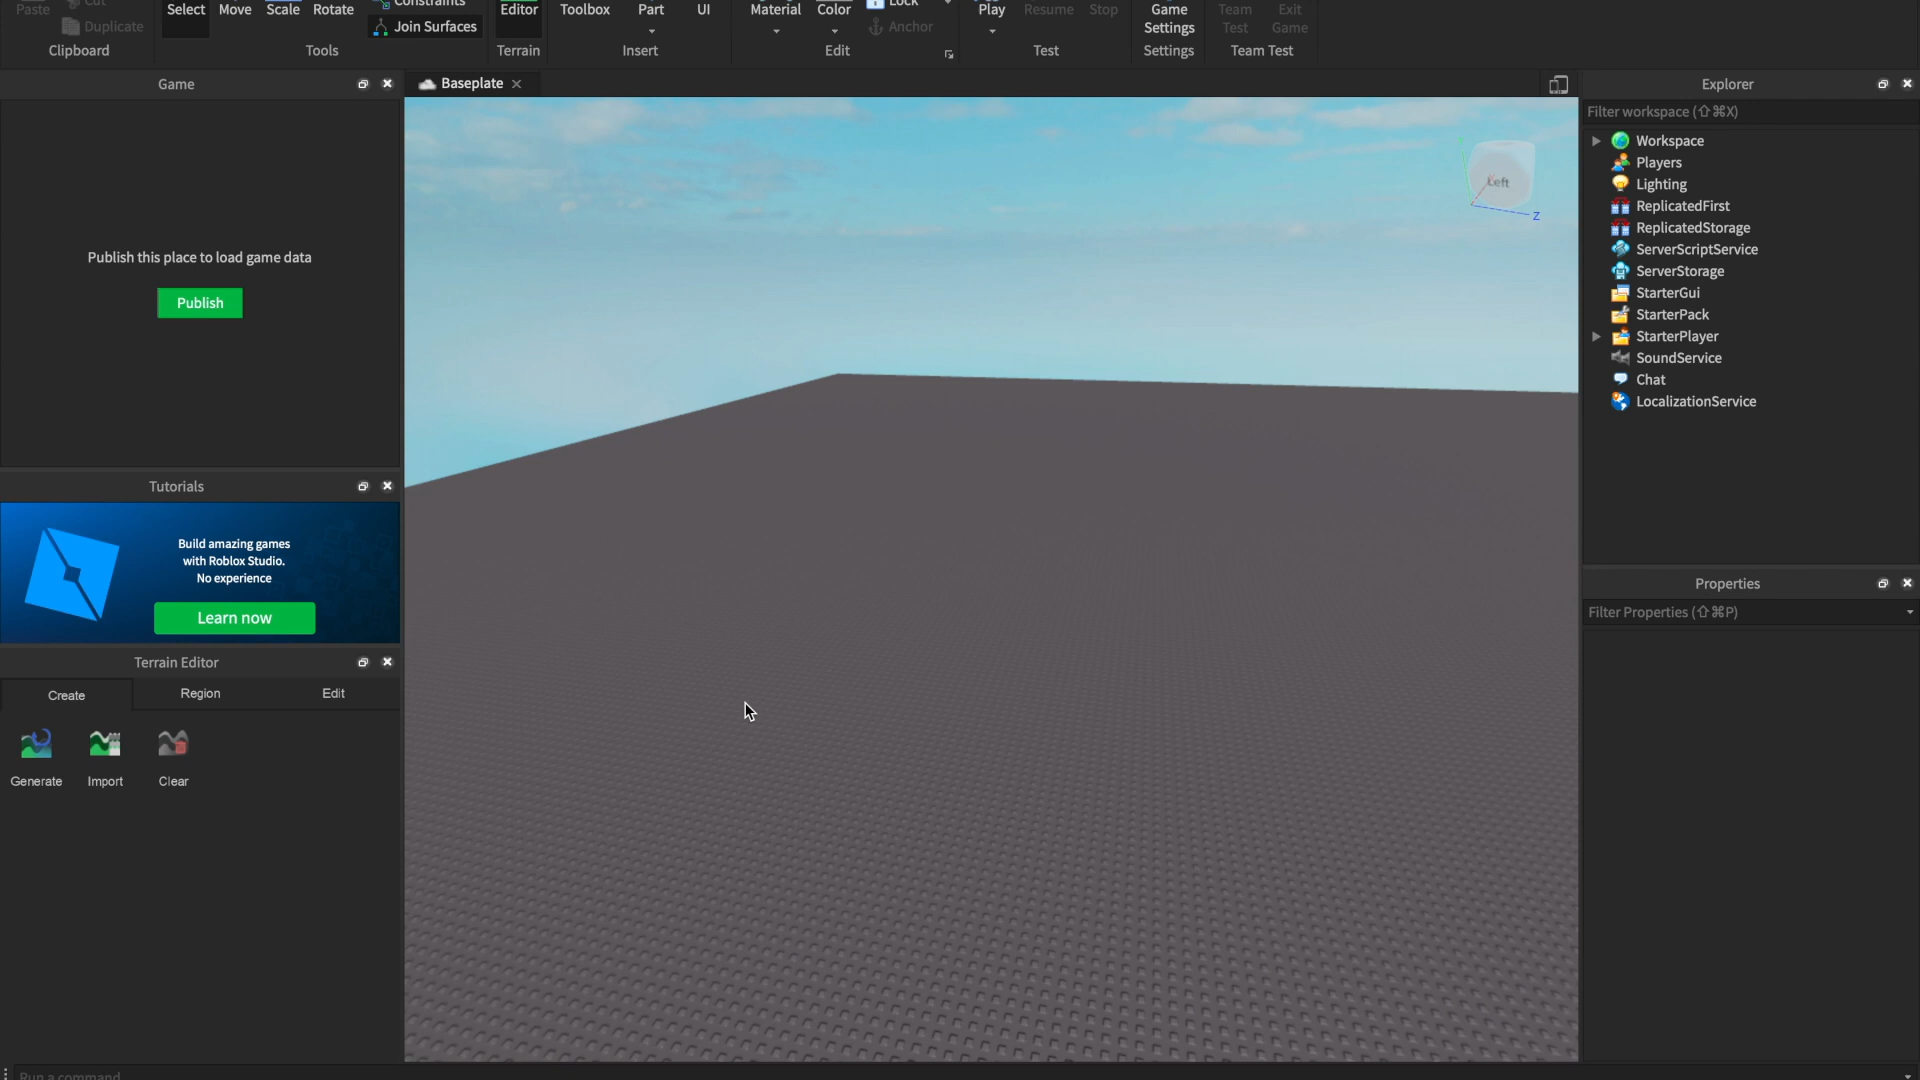 Paste
Cut
Duplicate
Clipboard
Select
Move
Scale
Rotate
Constraints
Join Surfaces
Tools
Editor
Terrain
Toolbox
Part
UI
Insert
Material
Color
Lock
Anchor
Edit
Play
Resume
Stop
Test
Game
Settings
Settings
Team
Test
Exit
Game
Team Test
Game
Publish this place to load game data
Publish
Tutorials
Build amazing games
with Roblox Studio.
No experience
Learn now
Terrain Editor
Create
Region
Edit
Generate
Import
Clear
Baseplate
Left
Z
Explorer
Filter workspace (⇧⌘X)
Workspace
Players
Lighting
ReplicatedFirst
ReplicatedStorage
ServerScriptService
ServerStorage
StarterGui
StarterPack
StarterPlayer
SoundService
Chat
LocalizationService
Properties
Filter Properties (⇧⌘P)
Run a command